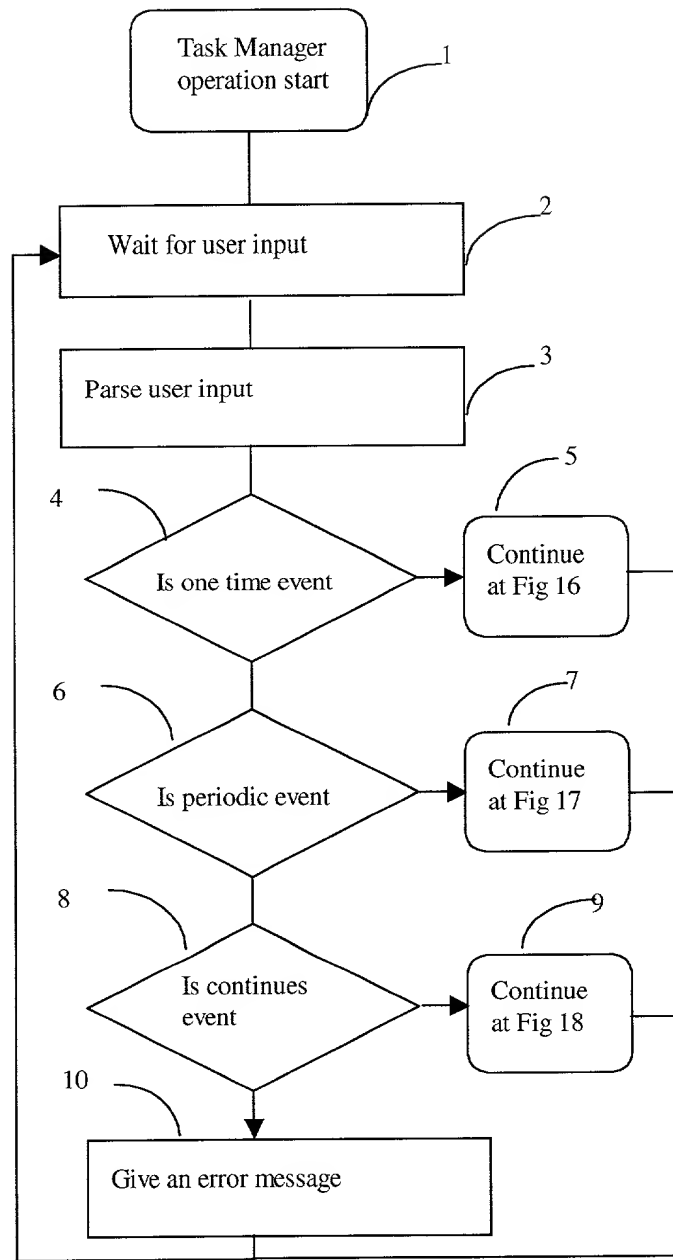 Task Manager
operation start
1
2
Wait for user input
3
Parse user input
4
5
Is one time event
Continue
at Fig 16
6
7
Is periodic event
Continue
at Fig 17
8
9
Is continues
event
Continue
at Fig 18
10
Give an error message